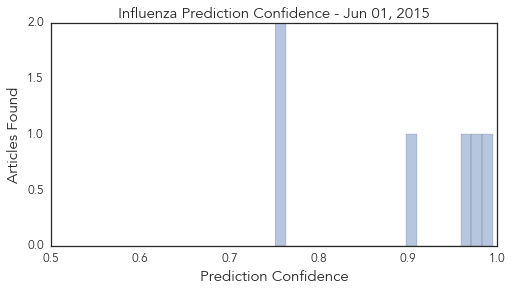 Influenza Prediction Confidence - Jun 01, 2015
2.0
1.5
1.0
0.5
0.0
Articles Found
0.5 0.6 0.7 0.8 0.9 1.0
Prediction Confidence